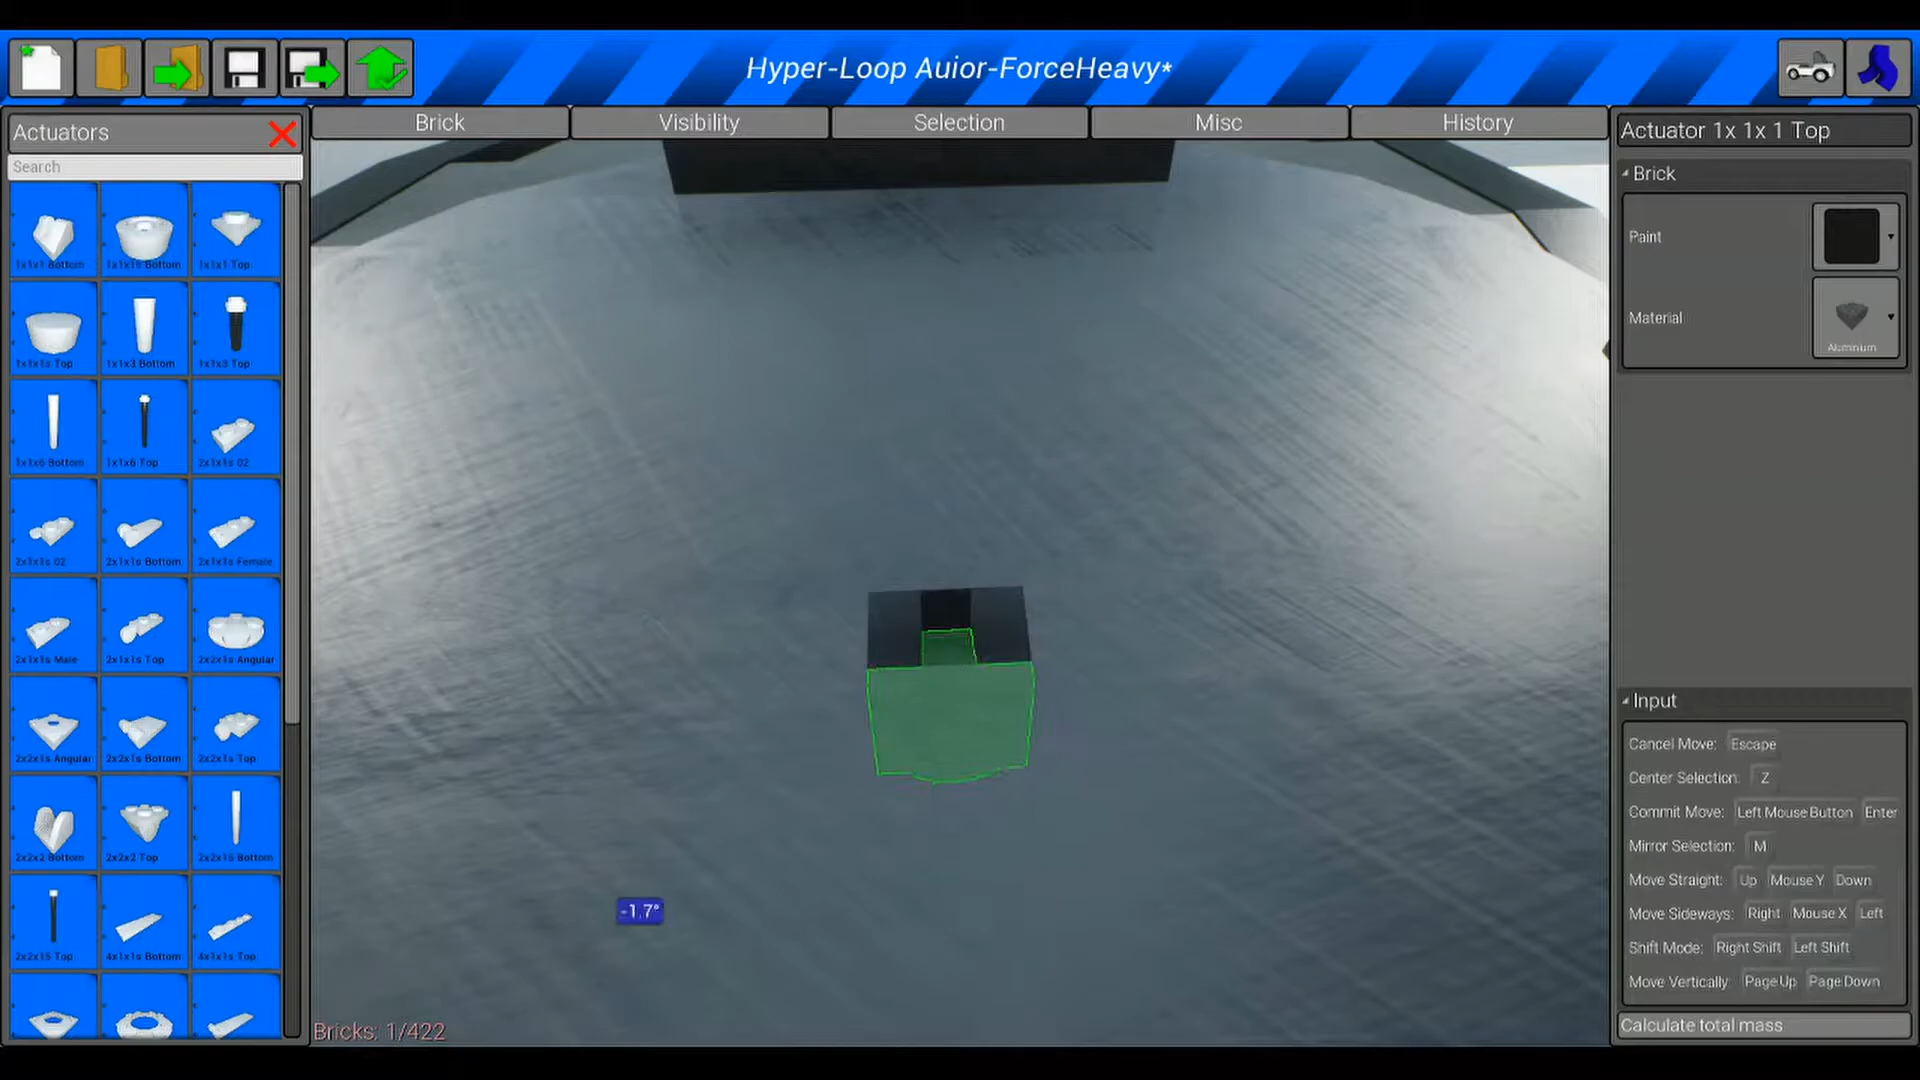 Hyper-Loop Auior-ForceHeavy*
Actuators
Search
1x1x1 Bottom
1x1x1s Bottom
1x1x1 Top
1x1x1s Top
1x1x3 Bottom
1x1x3 Top
1x1x6 Bottom
1x1x6 Top
2x1x1s 02
2x1x1s 02
2x1x1s Bottom
2x1x1s Female
2x1x1s Male
2x1x1s Top
2x2x1s Angular
2x2x1s Angular
2x2x1s Bottom
2x2x1s Top
2x2x2 Bottom
2x2x2 Top
2x2x15 Bottom
2x2x15 Top
4x1x1s Bottom
4x1x1s Top
Brick
Visibility
Selection
Misc
History
-1.7°
Bricks: 1/422
Actuator 1x 1x 1 Top
Brick
Paint
Material
Aluminium
Input
Cancel Move: Escape
Center Selection: Z
Commit Move: Left Mouse Button Enter
Mirror Selection: M
Move Straight: Up Mouse Y Down
Move Sideways: Right Mouse X Left
Shift Mode: Right Shift Left Shift
Move Vertically: Page Up Page Down
Calculate total mass